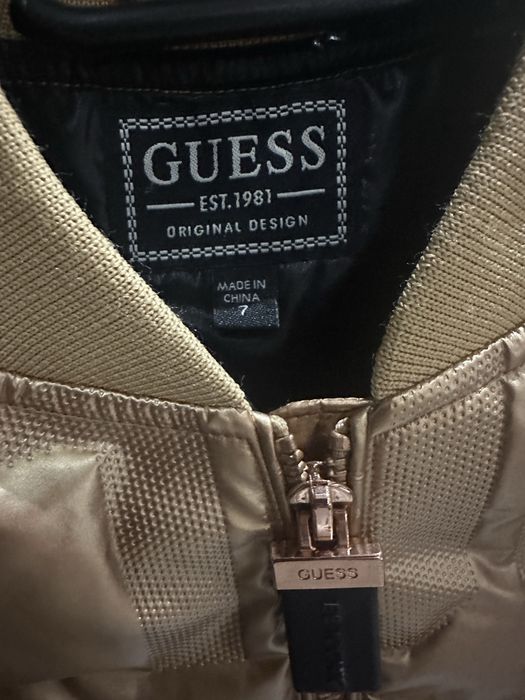 GUESS
EST.1981
ORIGINAL DESIGN
MADE IN
CHINA
7
GUESS